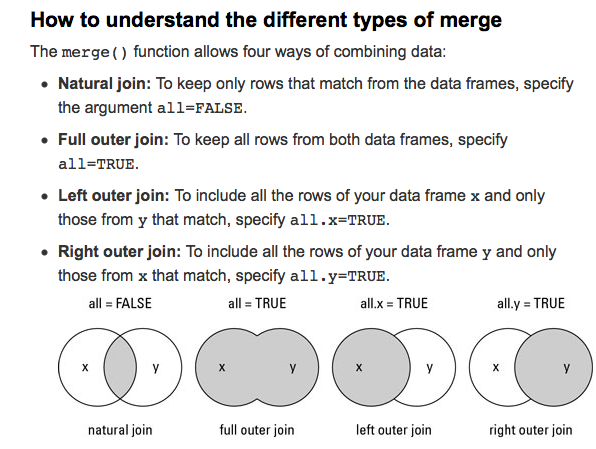 How to understand the different types of merge
The merge() function allows four ways of combining data:
• Natural join: To keep only rows that match from the data frames, specify
the argument all=FALSE.
• Full outer join: To keep all rows from both data frames, specify
all=TRUE.
• Left outer join: To include all the rows of your data frame x and only
those from y that match, specify all.x=TRUE.
• Right outer join: To include all the rows of your data frame y and only
those from x that match, specify all.y=TRUE.
all = FALSE all = TRUE all.x = TRUE all.y = TRUE
x y x y x y x y
natural join full outer join left outer join right outer join